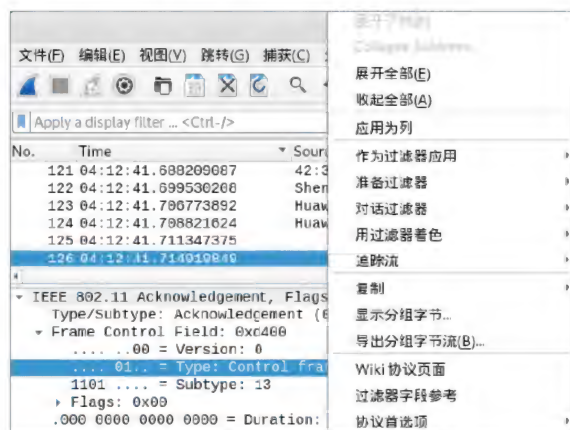 文件(F) 编辑(E) 视图(V) 跳转(G) 捕获(C)
Apply a display filter ... <Ctrl-/>
No. Time Sour
121 04:12:41.688209087 42:3
122 04:12:41.699530208 Shen
123 04:12:41.706773892 Huaw
124 04:12:41.708821624 Huaw
125 04:12:41.711347375
126 04:12:41.714919849
IEEE 802.11 Acknowledgement, Flags
Type/Subtype: Acknowledgement (
Frame Control Field: 0xd400
.... ..00 = Version: 0
.... 01.. = Type: Control fra
1101 .... = Subtype: 13
Flags: 0x00
.000 0000 0000 0000 = Duration:
展开全部(E)
收起全部(A)
应用为列
作为过滤器应用
准备过滤器
对话过滤器
用过滤器着色
追踪流
复制
显示分组字节...
导出分组字节流(B)...
Wiki 协议页面
过滤器字段参考
协议首选项